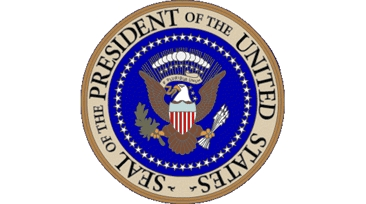 SEAL OF THE PRESIDENT OF THE UNITED STATES